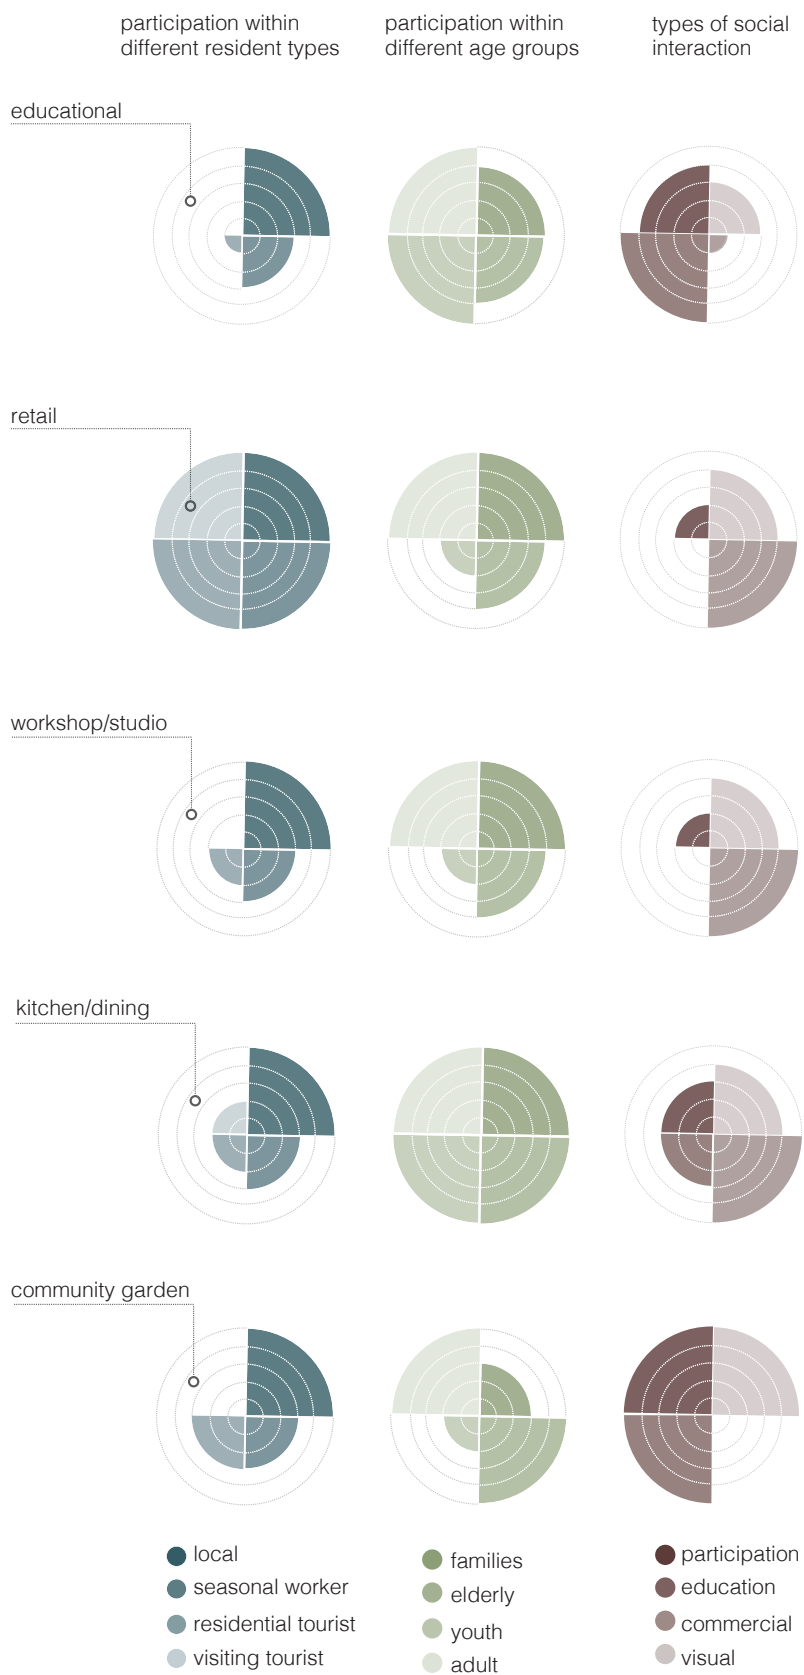 participation within
different resident types
participation within
different age groups
types of social
interaction
educational
retail
workshop/studio
kitchen/dining
community garden
local
seasonal worker
residential tourist
visiting tourist
families
elderly
youth
adult
participation
education
commercial
visual